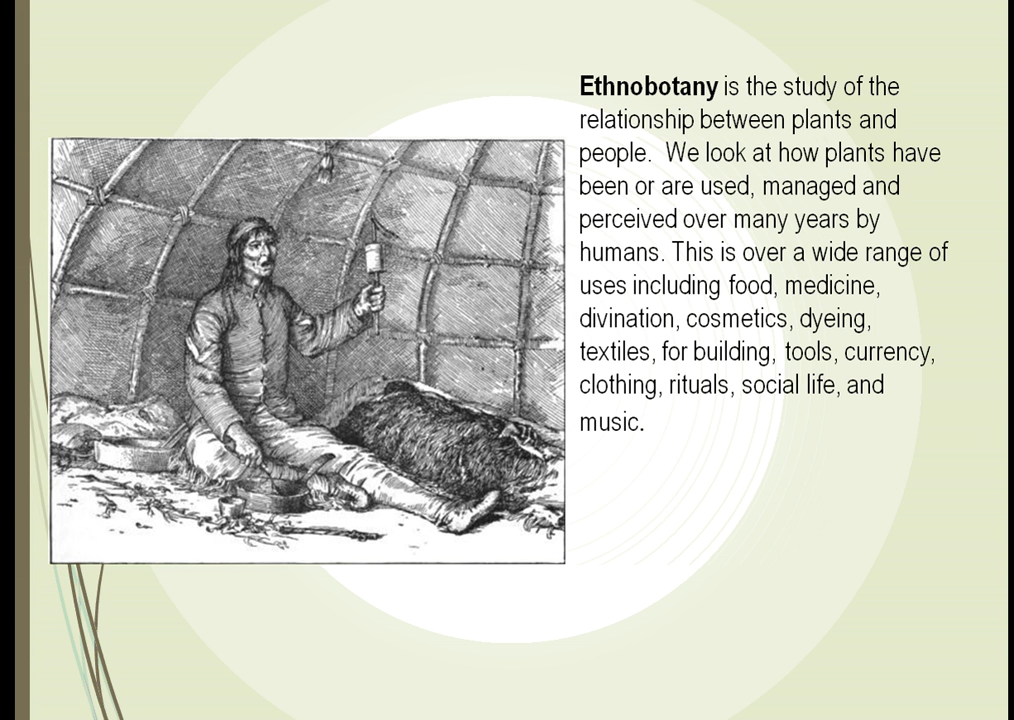 Ethnobotany is the study of the
relationship between plants and
people.  We look at how plants have
been or are used, managed and
perceived over many years by
humans. This is over a wide range of
uses including food, medicine,
divination, cosmetics, dyeing,
textiles, for building, tools, currency,
clothing, rituals, social life, and
music.